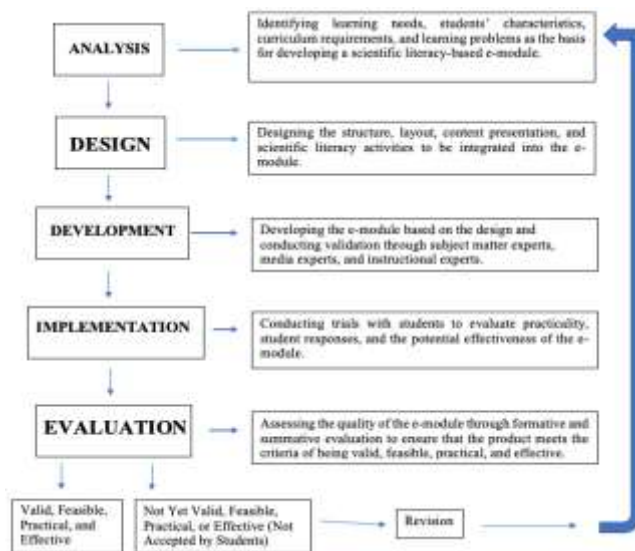 ANALYSIS
Identifying learning needs, students' characteristics,
curriculum requirements, and learning problems as the basis
for developing a scientific literacy-based e-module.
DESIGN
Designing the structure, layout, content presentation, and
scientific literacy activities to be integrated into the e-
module.
DEVELOPMENT
Developing the e-module based on the design and
conducting validation through subject matter experts,
media experts, and instructional experts.
IMPLEMENTATION
Conducting trials with students to evaluate practicality,
student responses, and the potential effectiveness of the e-
module.
EVALUATION
Assessing the quality of the e-module through formative and
summative evaluation to ensure that the product meets the
criteria of being valid, feasible, practical, and effective.
Valid, Feasible,
Practical, and
Effective
Not Yet Valid, Feasible,
Practical, or Effective (Not
Accepted by Students)
Revision